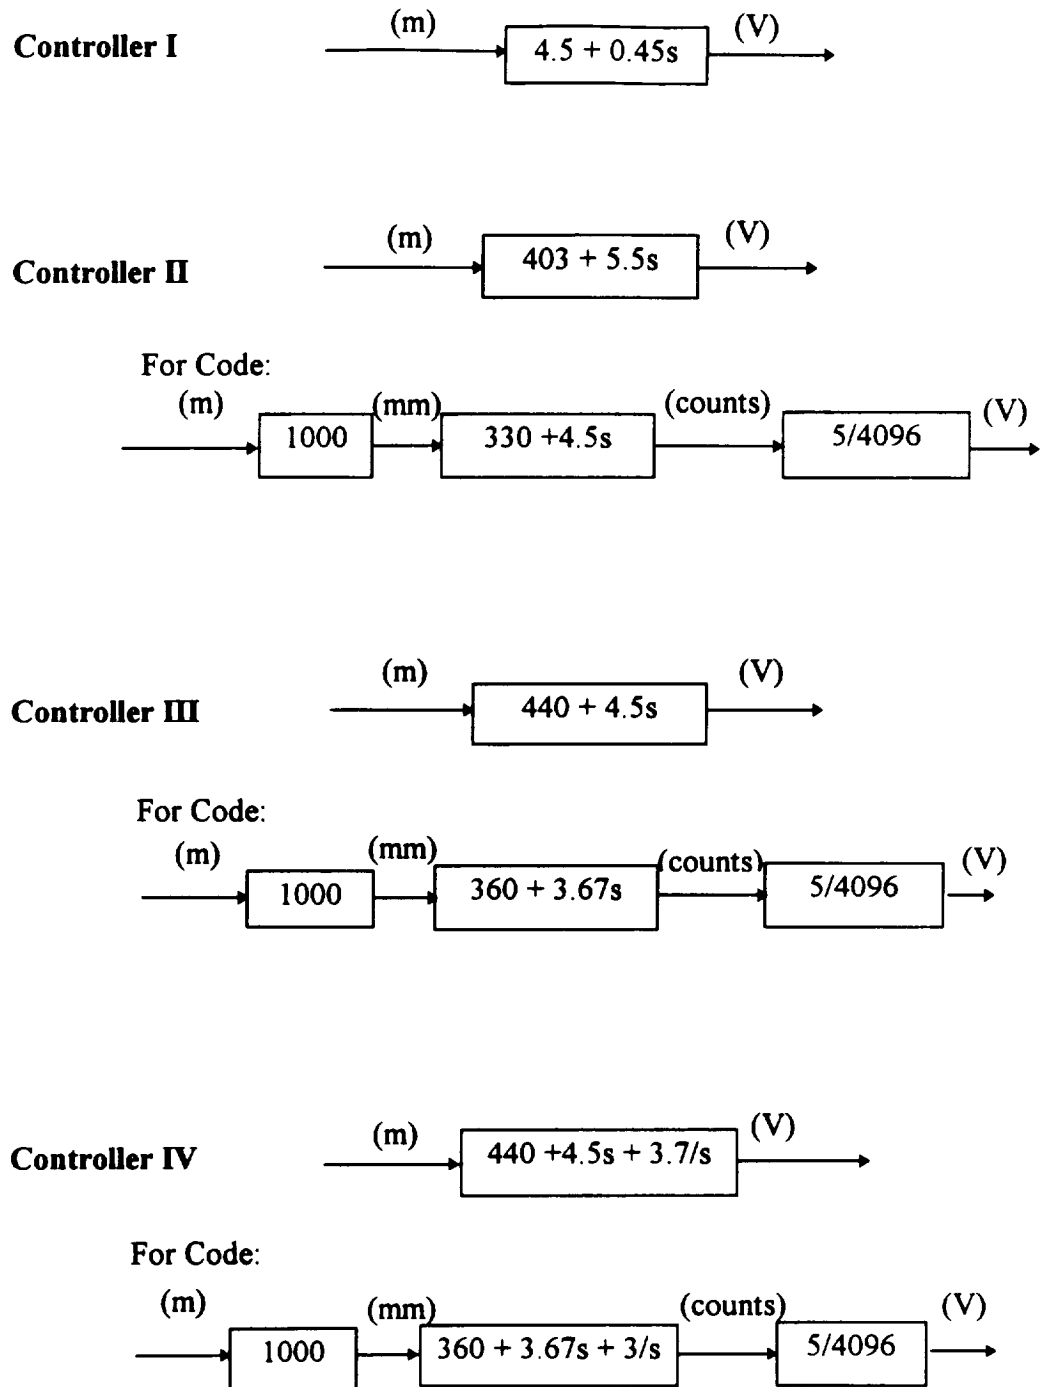 Controller I
(m)
4.5 + 0.45s
(V)
Controller II
(m)
403 + 5.5s
(V)
For Code:
(m)
1000
(mm)
330 +4.5s
(counts)
5/4096
(V)
Controller III
(m)
440 + 4.5s
(V)
For Code:
(m)
1000
(mm)
360 + 3.67s
(counts)
5/4096
(V)
Controller IV
(m)
440 +4.5s + 3.7/s
(V)
For Code:
(m)
1000
(mm)
360 + 3.67s + 3/s
(counts)
5/4096
(V)